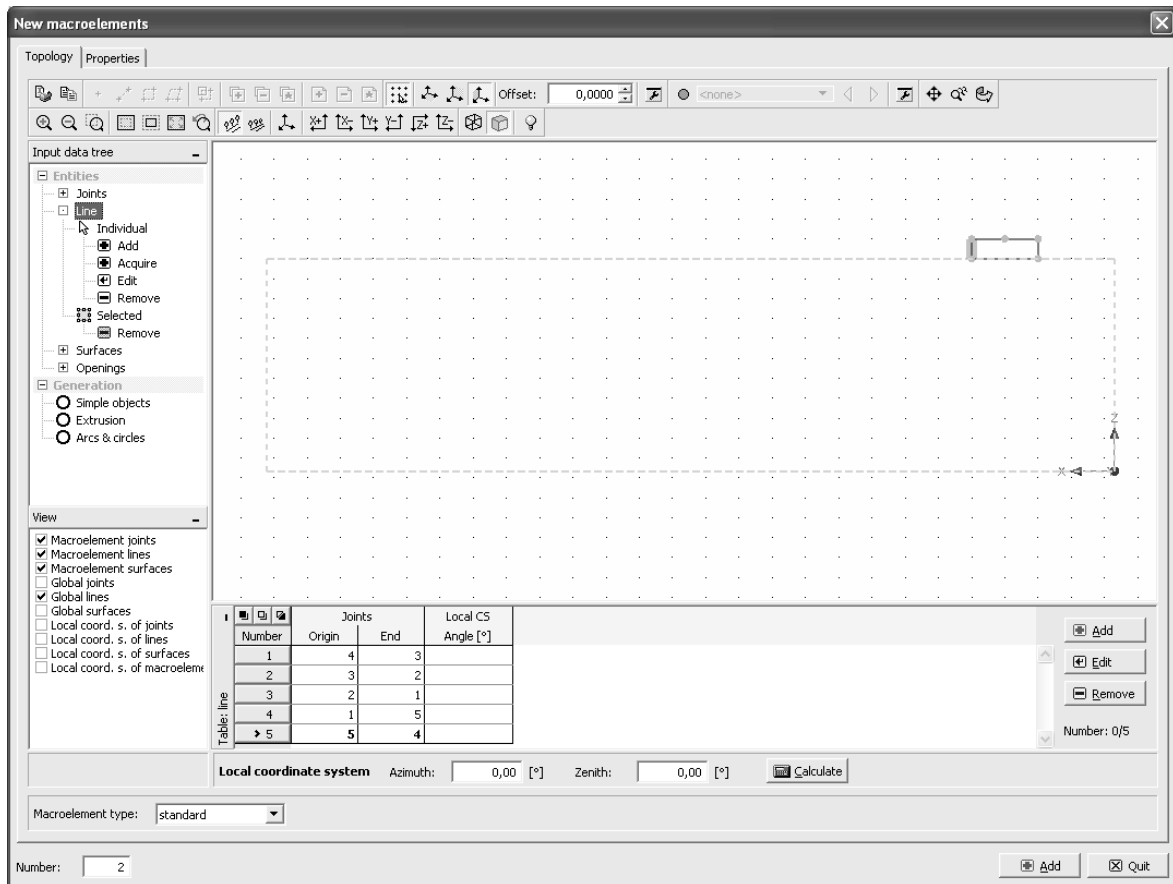 New macroelements
Topology
Properties
Offset:
0,0000
<none>
X+ X- Y+ Y- Z+ Z-
Input data tree
Entities
Joints
Line
Individual
Add
Acquire
Edit
Remove
Selected
Remove
Surfaces
Openings
Generation
Simple objects
Extrusion
Arcs & circles
Z
X
View
Macroelement joints
Macroelement lines
Macroelement surfaces
Global joints
Global lines
Global surfaces
Local coord. s. of joints
Local coord. s. of lines
Local coord. s. of surfaces
Local coord. s. of macroeleme
Table: line
Joints Local CS
Number Origin End Angle [°]
1 4 3
2 3 2
3 2 1
4 1 5
5 5 4
Add
Edit
Remove
Number: 0/5
Local coordinate system Azimuth: 0,00 [°] Zenith: 0,00 [°] Calculate
Macroelement type: standard
Number: 2
Add
Quit